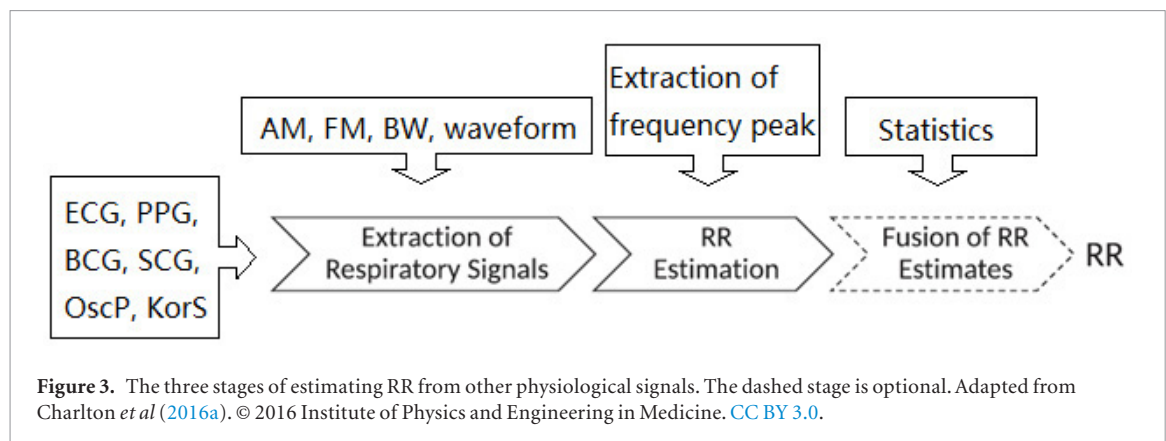 AM, FM, BW, waveform
Extraction of
frequency peak
Statistics
ECG, PPG,
BCG, SCG,
OscP, KorS
Extraction of
Respiratory Signals
RR
Estimation
Fusion of RR
Estimates
RR
Figure 3. The three stages of estimating RR from other physiological signals. The dashed stage is optional. Adapted from
Charlton et al (2016a). © 2016 Institute of Physics and Engineering in Medicine. CC BY 3.0.